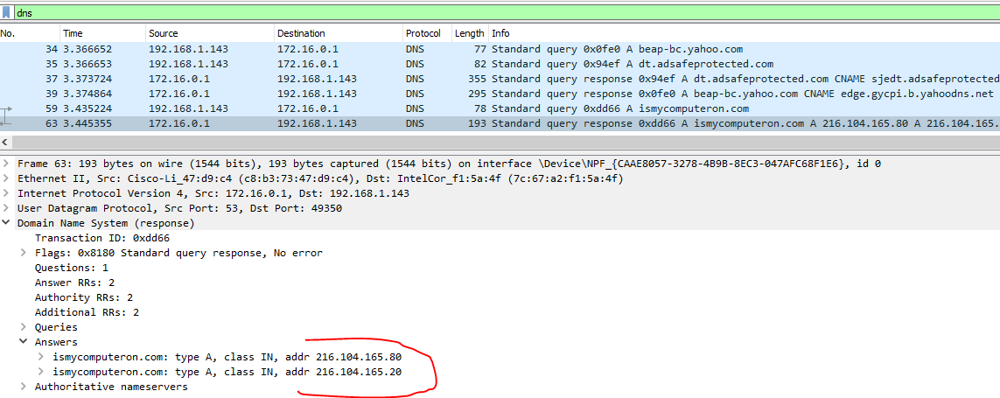 dns
No. Time Source Destination Protocol Length Info
34 3.366652 192.168.1.143 172.16.0.1 DNS 77 Standard query 0x0fe0 A beap-bc.yahoo.com
35 3.366653 192.168.1.143 172.16.0.1 DNS 82 Standard query 0x94ef A dt.adsafeprotected.com
37 3.373724 172.16.0.1 192.168.1.143 DNS 355 Standard query response 0x94ef A dt.adsafeprotected.com CNAME sjedt.adsafeprotected
39 3.374864 172.16.0.1 192.168.1.143 DNS 295 Standard query response 0x0fe0 A beap-bc.yahoo.com CNAME edge.gycpi.b.yahoodns.net
59 3.435224 192.168.1.143 172.16.0.1 DNS 78 Standard query 0xdd66 A ismycomputeron.com
63 3.445355 172.16.0.1 192.168.1.143 DNS 193 Standard query response 0xdd66 A ismycomputeron.com A 216.104.165.80 A 216.104.165.
Frame 63: 193 bytes on wire (1544 bits), 193 bytes captured (1544 bits) on interface \Device\NPF_{CAAE8057-3278-4B9B-8EC3-047AFC68F1E6}, id 0
Ethernet II, Src: Cisco-Li_47:d9:c4 (c8:b3:73:47:d9:c4), Dst: IntelCor_f1:5a:4f (7c:67:a2:f1:5a:4f)
Internet Protocol Version 4, Src: 172.16.0.1, Dst: 192.168.1.143
User Datagram Protocol, Src Port: 53, Dst Port: 49350
Domain Name System (response)
Transaction ID: 0xdd66
Flags: 0x8180 Standard query response, No error
Questions: 1
Answer RRs: 2
Authority RRs: 2
Additional RRs: 2
Queries
Answers
ismycomputeron.com: type A, class IN, addr 216.104.165.80
ismycomputeron.com: type A, class IN, addr 216.104.165.20
Authoritative nameservers